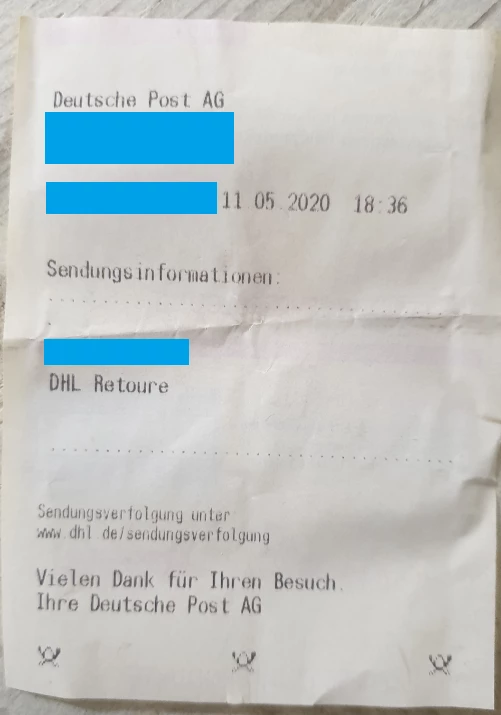 Deutsche Post AG
11.05.2020 18:36
Sendungsinformationen:
DHL Retoure
Sendungsverfolgung unter
www.dhl.de/sendungsverfolgung
Vielen Dank für Ihren Besuch.
Ihre Deutsche Post AG